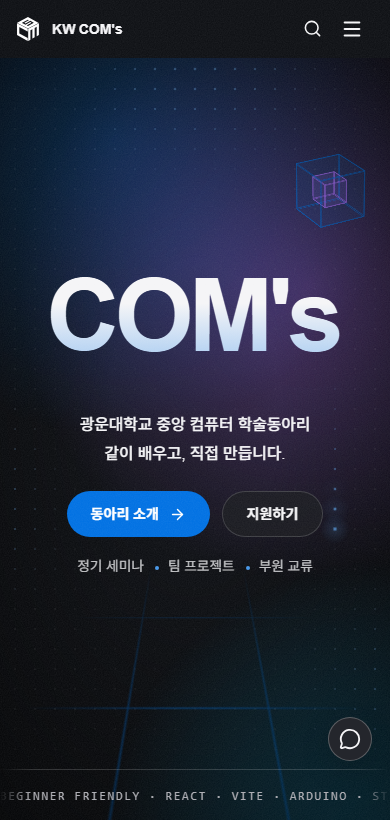 KW COM's
COM's
광운대학교 중앙 컴퓨터 학술동아리
같이 배우고, 직접 만듭니다.
동아리 소개 → 지원하기
정기 세미나 • 팀 프로젝트 • 부원 교류
BEGINNER FRIENDLY · REACT · VITE · ARDUINO · ST